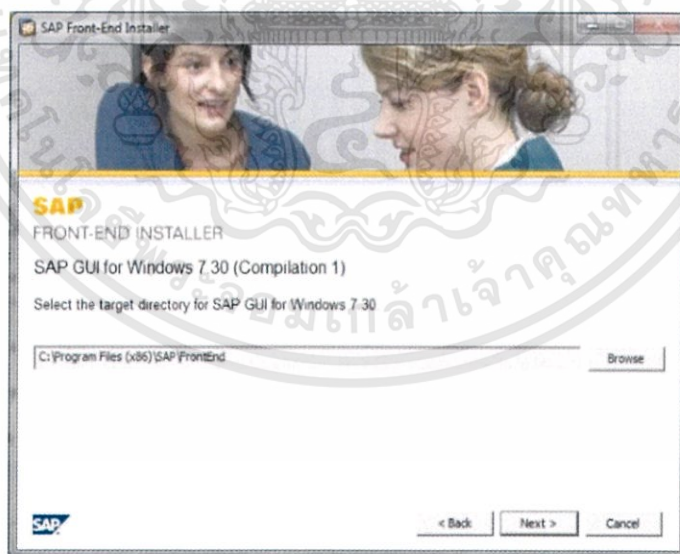 SAP Front-End Installer
SAP
FRONT-END INSTALLER
SAP GUI for Windows 7.30 (Compilation 1)
Select the target directory for SAP GUI for Windows 7.30
C:\Program Files (x86)\SAP\FrontEnd
Browse
SAP
< Back
Next >
Cancel